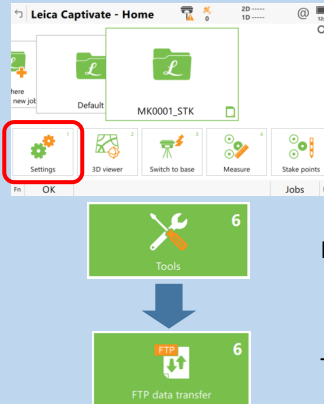 Leica Captivate - Home
0
2D -----
1D -----
@
here
new job
Default
MK0001_STK
1
Settings
2
3D viewer
3
Switch to base
4
Measure
Stake points
Fn
OK
Jobs
6
Tools
FTP
6
FTP data transfer